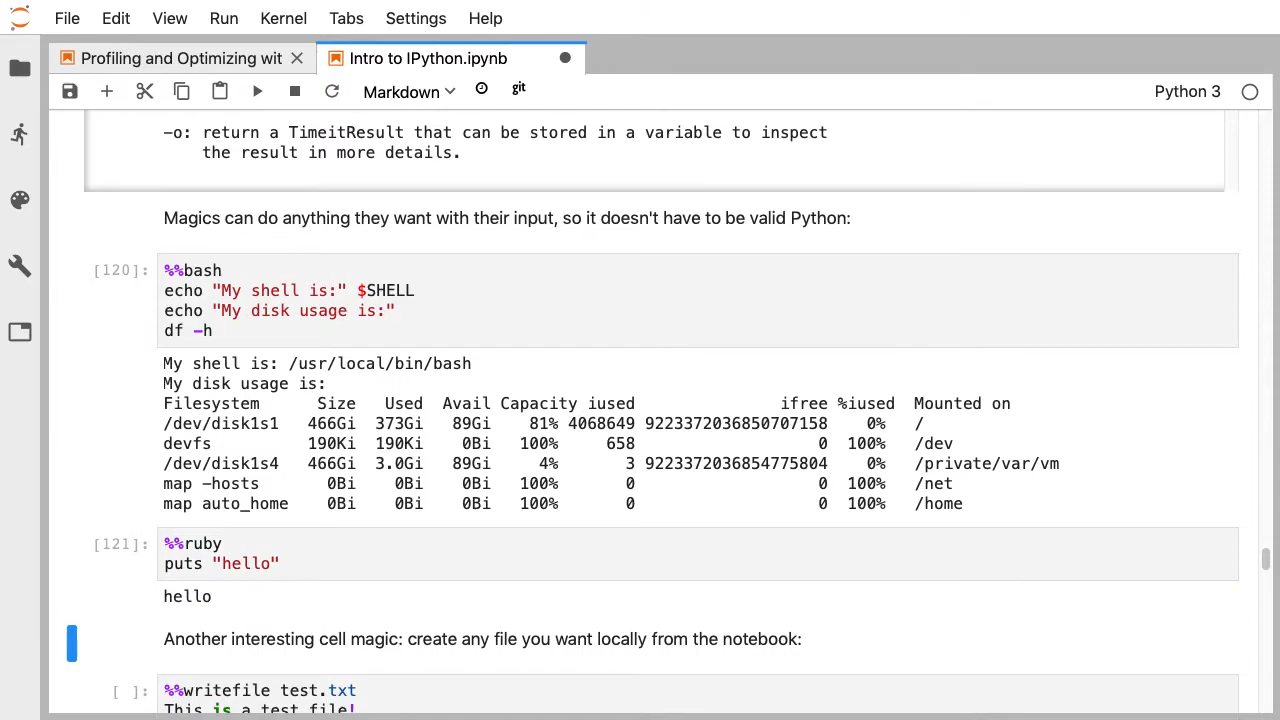 File Edit View Run Kernel Tabs Settings Help
Profiling and Optimizing wit
Intro to IPython.ipynb
Markdown
git
Python 3
-o: return a TimeitResult that can be stored in a variable to inspect
the result in more details.
Magics can do anything they want with their input, so it doesn't have to be valid Python:
[120]:
%%bash
echo "My shell is:" $SHELL
echo "My disk usage is:"
df -h
My shell is: /usr/local/bin/bash
My disk usage is:
Filesystem Size Used Avail Capacity iused ifree %iused Mounted on
/dev/disk1s1 466Gi 373Gi 89Gi 81% 4068649 9223372036850707158 0% /
devfs 190Ki 190Ki 0Bi 100% 658 0 100% /dev
/dev/disk1s4 466Gi 3.0Gi 89Gi 4% 3 9223372036854775804 0% /private/var/vm
map -hosts 0Bi 0Bi 0Bi 100% 0 0 100% /net
map auto_home 0Bi 0Bi 0Bi 100% 0 0 100% /home
[121]:
%%ruby
puts "hello"
hello
Another interesting cell magic: create any file you want locally from the notebook:
[ ]:
%%writefile test.txt
This is a test file!